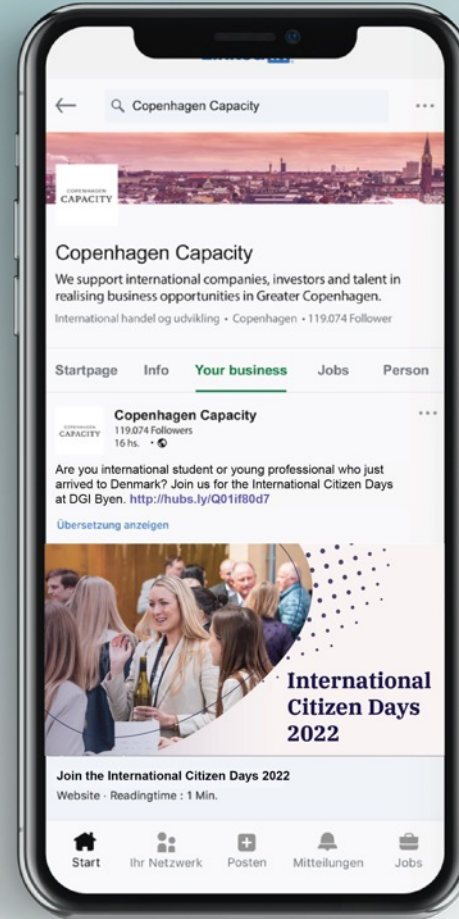 Copenhagen Capacity
COPENHAGEN
CAPACITY
Copenhagen Capacity
We support international companies, investors and talent in
realising business opportunities in Greater Copenhagen.
International handel og udvikling • Copenhagen • 119.074 Follower
Startpage Info Your business Jobs Person
COPENHAGEN
CAPACITY
Copenhagen Capacity
119.074 Followers
16 hs. •
Are you international student or young professional who just
arrived to Denmark? Join us for the International Citizen Days
at DGI Byen. http://hubs.ly/Q01if80d7
Übersetzung anzeigen
International
Citizen Days
2022
Join the International Citizen Days 2022
Website · Readingtime : 1 Min.
Start Ihr Netzwerk Posten Mitteilungen Jobs